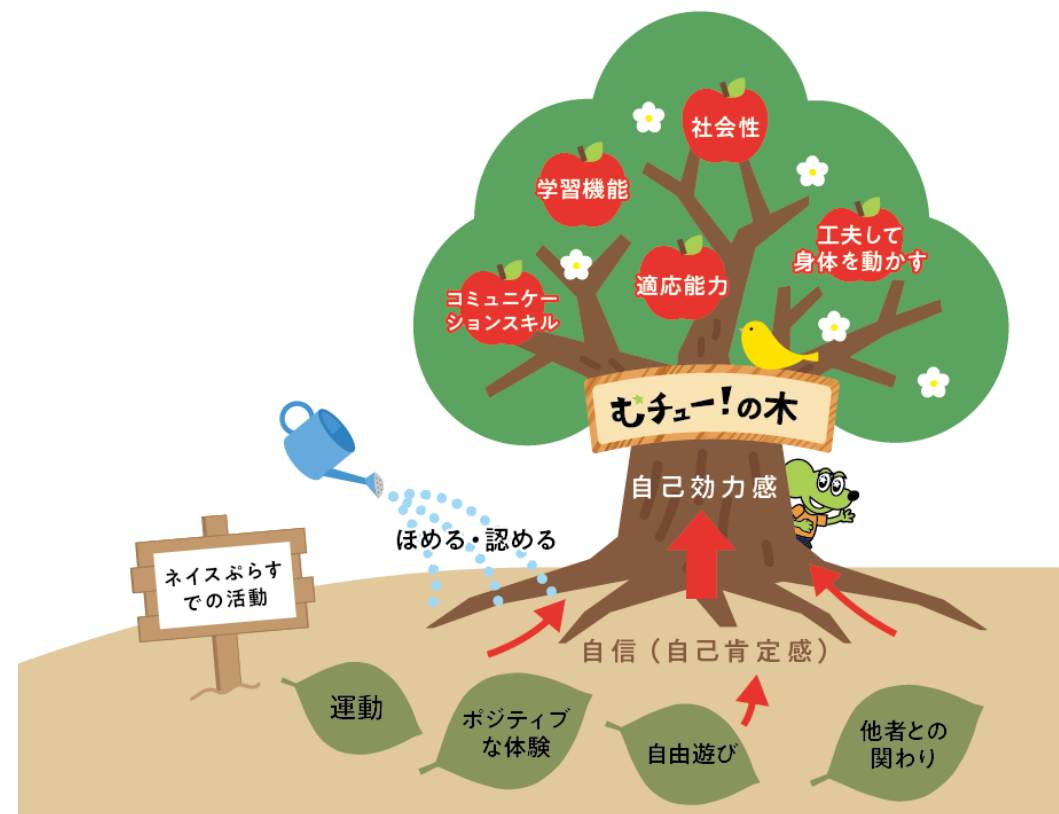 社会性
学習機能
工夫して
身体を動かす
適応能力
コミュニケー
ションスキル
むチュー!の木
自己効力感
ほめる・認める
ネイスぷらす
での活動
自信(自己肯定感)
運動
ポジティブ
な体験
自由遊び
他者との
関わり